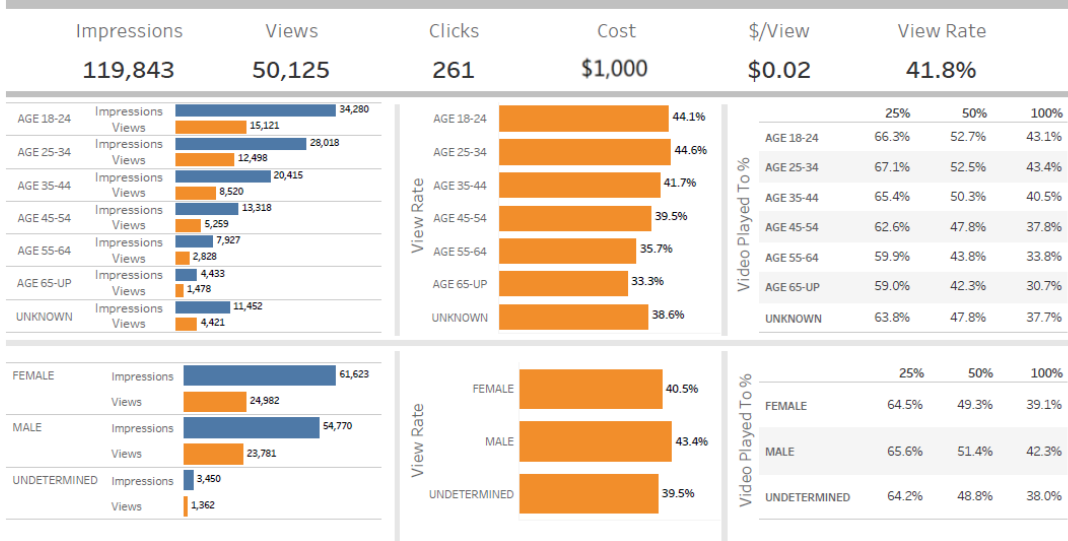 Impressions Views Clicks Cost $/View View Rate
119,843 50,125 261 $1,000 $0.02 41.8%
AGE 18-24 Impressions 34,280
Views 15,121
AGE 25-34 Impressions 28,018
Views 12,498
AGE 35-44 Impressions 20,415
Views 8,520
AGE 45-54 Impressions 13,318
Views 5,259
AGE 55-64 Impressions 7,927
Views 2,828
AGE 65-UP Impressions 4,433
Views 1,478
UNKNOWN Impressions 11,452
Views 4,421
View Rate
AGE 18-24 44.1%
AGE 25-34 44.6%
AGE 35-44 41.7%
AGE 45-54 39.5%
AGE 55-64 35.7%
AGE 65-UP 33.3%
UNKNOWN 38.6%
Video Played To %
25% 50% 100%
AGE 18-24 66.3% 52.7% 43.1%
AGE 25-34 67.1% 52.5% 43.4%
AGE 35-44 65.4% 50.3% 40.5%
AGE 45-54 62.6% 47.8% 37.8%
AGE 55-64 59.9% 43.8% 33.8%
AGE 65-UP 59.0% 42.3% 30.7%
UNKNOWN 63.8% 47.8% 37.7%
FEMALE Impressions 61,623
Views 24,982
MALE Impressions 54,770
Views 23,781
UNDETERMINED Impressions 3,450
Views 1,362
View Rate
FEMALE 40.5%
MALE 43.4%
UNDETERMINED 39.5%
Video Played To %
25% 50% 100%
FEMALE 64.5% 49.3% 39.1%
MALE 65.6% 51.4% 42.3%
UNDETERMINED 64.2% 48.8% 38.0%